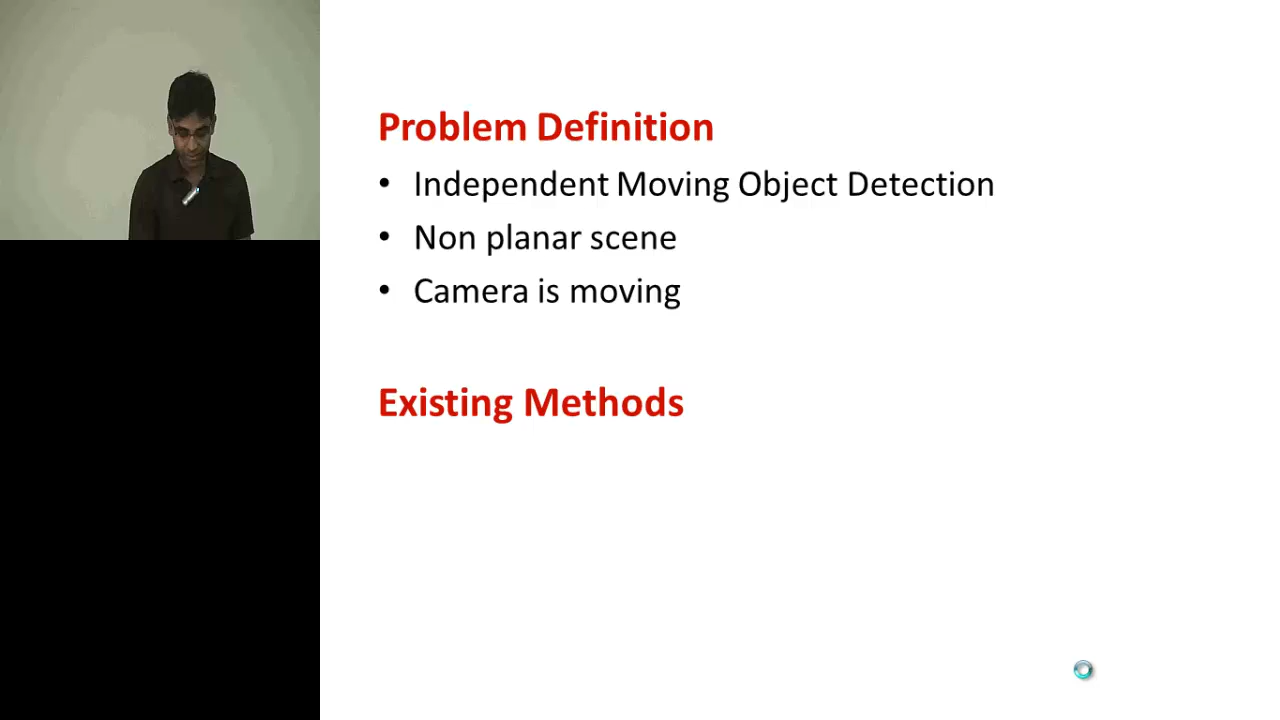 Problem Definition
• Independent Moving Object Detection
• Non planar scene
• Camera is moving
Existing Methods